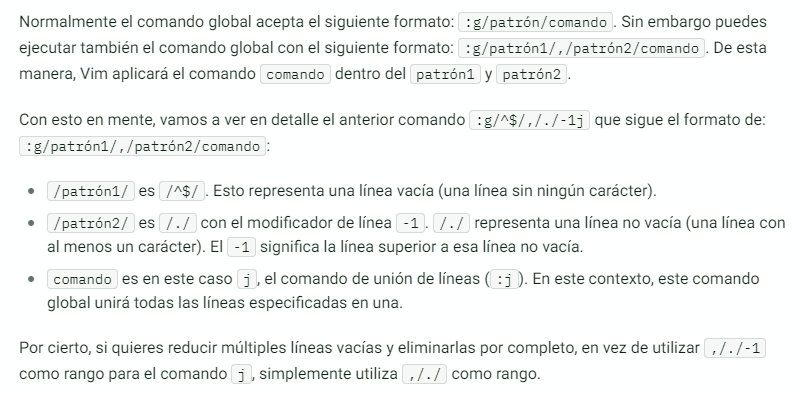 Normalmente el comando global acepta el siguiente formato: :g/patrón/comando. Sin embargo puedes
ejecutar también el comando global con el siguiente formato: :g/patrón1/,/patrón2/comando. De esta
manera, Vim aplicará el comando comando dentro del patrón1 y patrón2.
Con esto en mente, vamos a ver en detalle el anterior comando :g/^$/,/./-1j que sigue el formato de:
:g/patrón1/,/patrón2/comando:
• /patrón1/ es /^$/. Esto representa una línea vacía (una línea sin ningún carácter).
• /patrón2/ es /./ con el modificador de línea -1. /./ representa una línea no vacía (una línea con
al menos un carácter). El -1 significa la línea superior a esa línea no vacía.
• comando es en este caso j, el comando de unión de líneas (:j). En este contexto, este comando
global unirá todas las líneas especificadas en una.
Por cierto, si quieres reducir múltiples líneas vacías y eliminarlas por completo, en vez de utilizar ,/./-1
como rango para el comando j, simplemente utiliza ,/./ como rango.